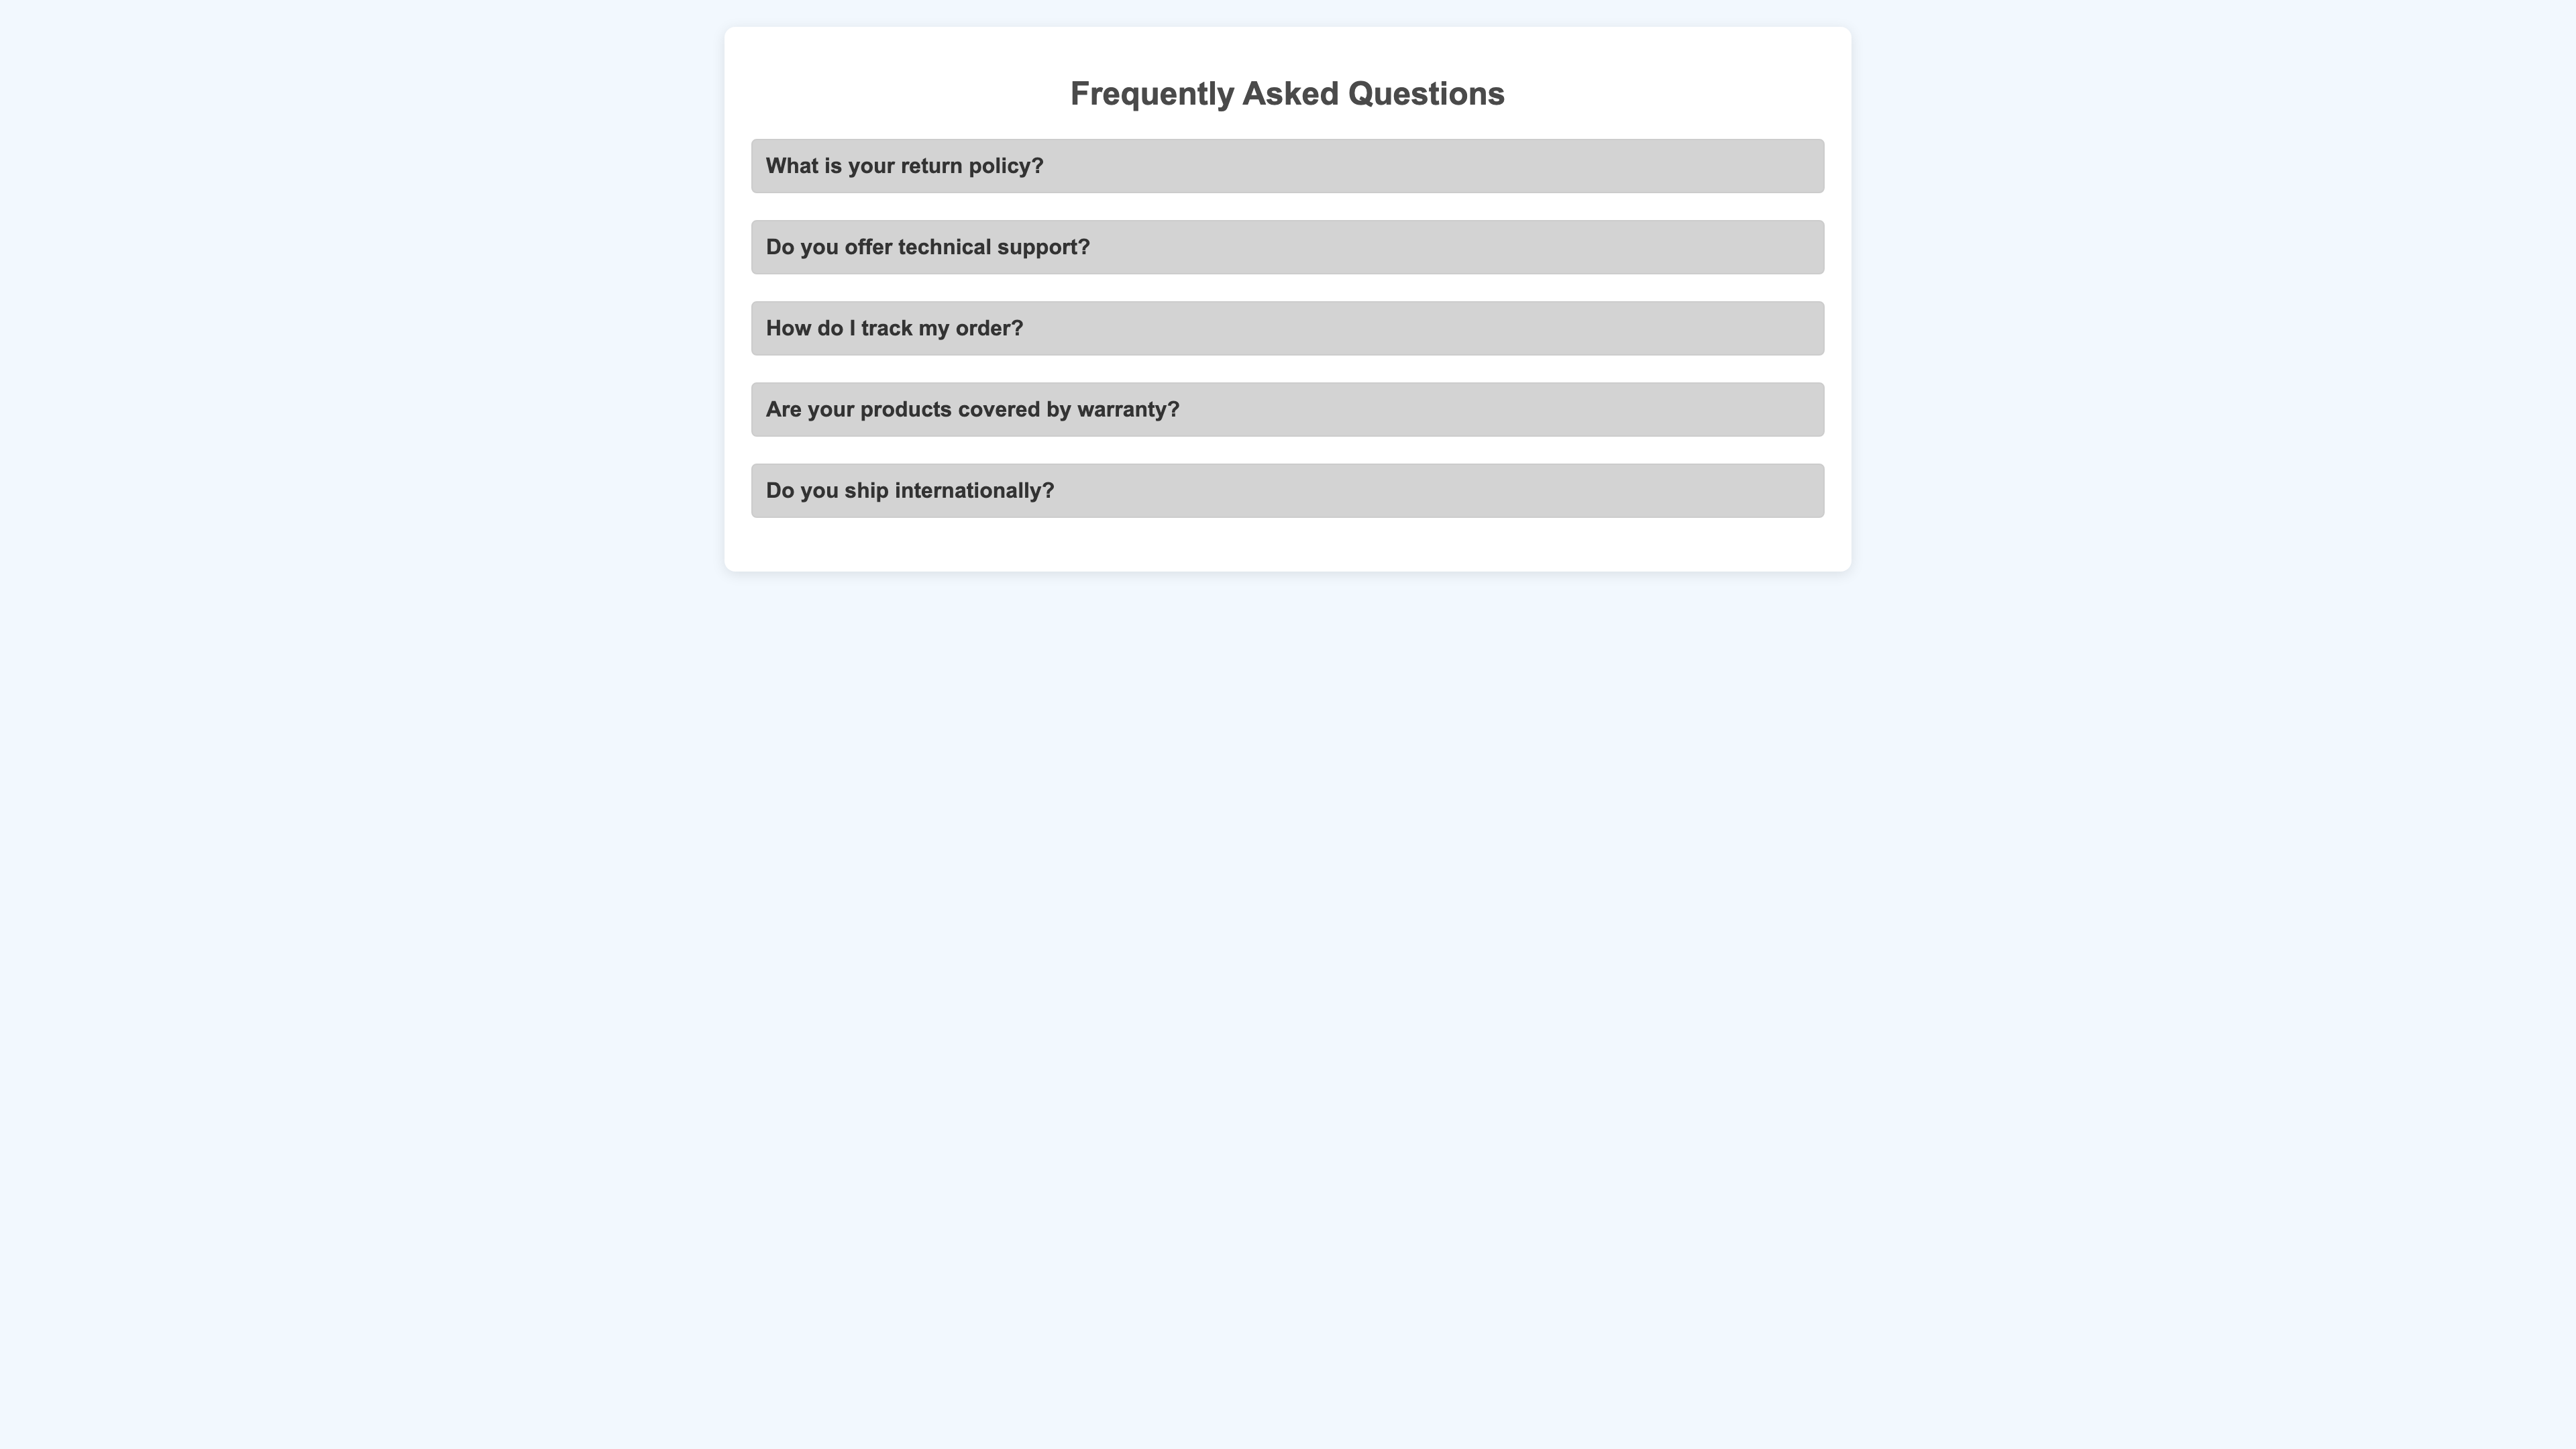 Frequently Asked Questions
What is your return policy?
Do you offer technical support?
How do I track my order?
Are your products covered by warranty?
Do you ship internationally?